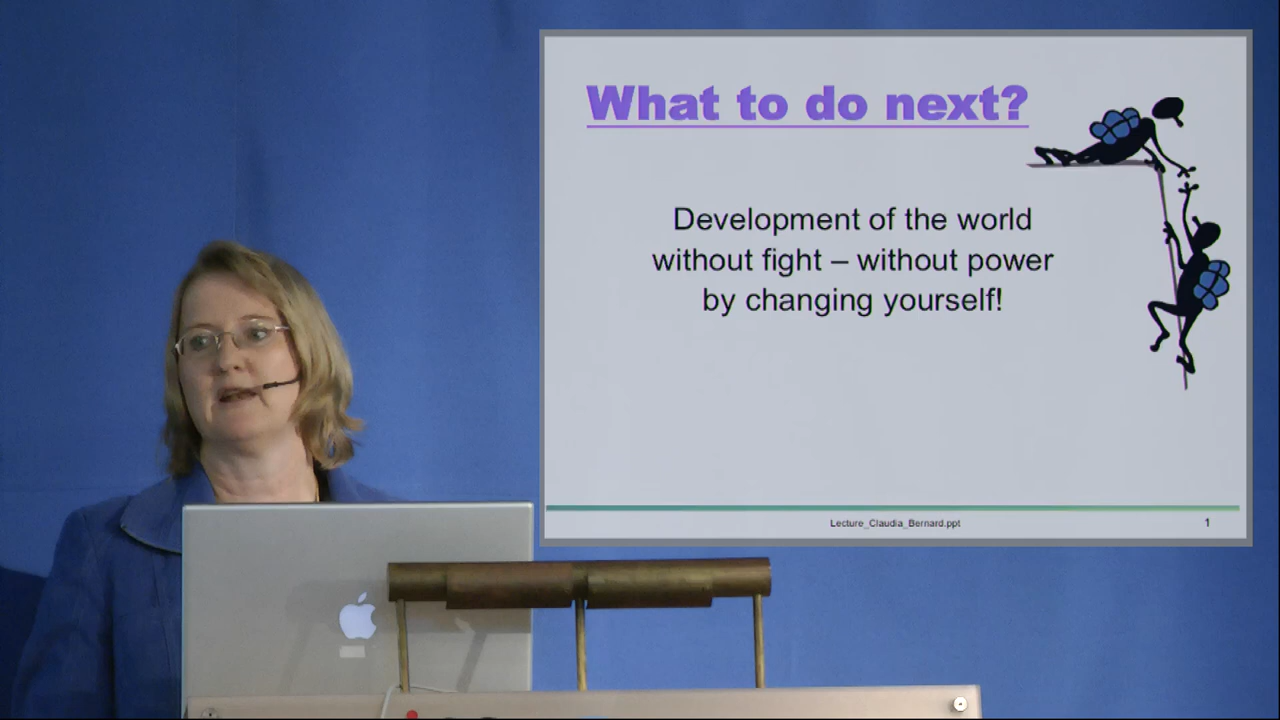 What to do next?
Development of the world
without fight – without power
by changing yourself!
Lecture_Claudia_Bernard.ppt
1